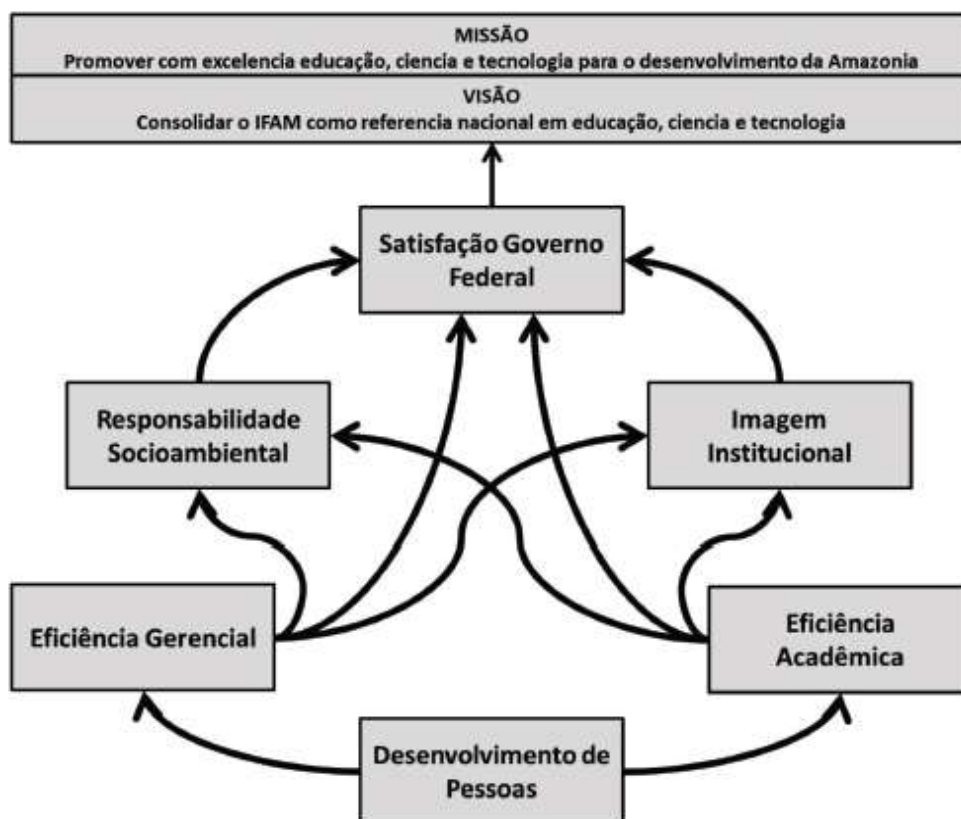 MISSÃO
Promover com excelencia educação, ciencia e tecnologia para o desenvolvimento da Amazonia
VISÃO
Consolidar o IFAM como referencia nacional em educação, ciencia e tecnologia
Satisfação Governo
Federal
Responsabilidade
Socioambiental
Imagem
Institucional
Eficiência Gerencial
Eficiência
Acadêmica
Desenvolvimento de
Pessoas